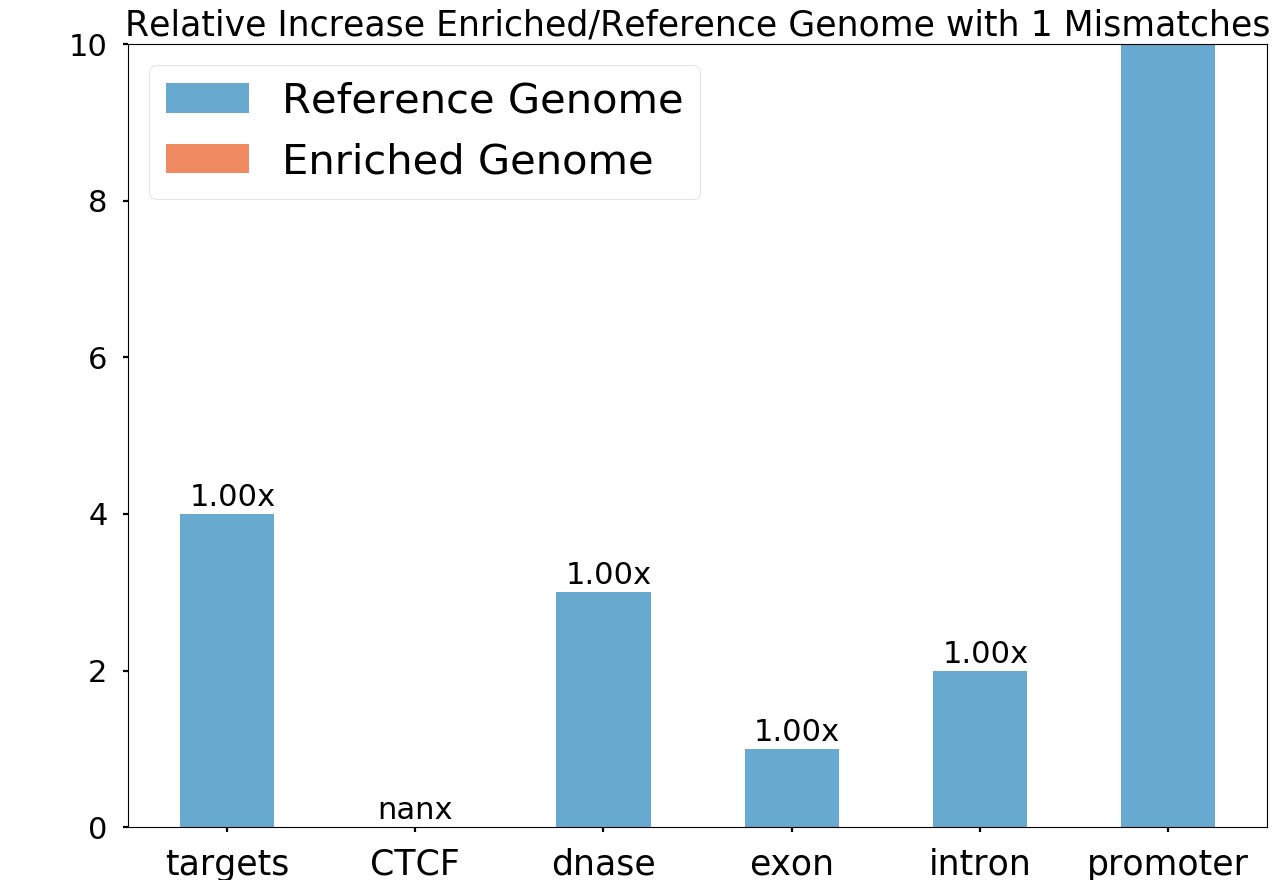 Relative Increase Enriched/Reference Genome with 1 Mismatches
10
Reference Genome
Enriched Genome
8
6
1.00x
4
1.00x
1.00x
2
1.00x
nanx
0
targets CTCF dnase exon intron promoter